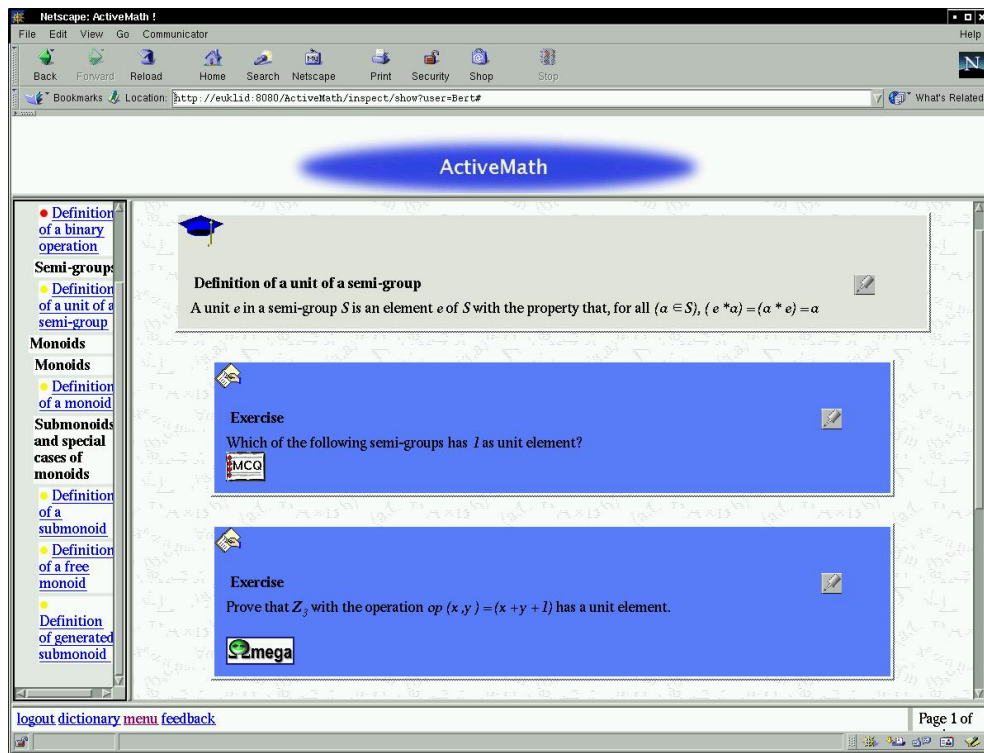 Netscape: ActiveMath !
File Edit View Go Communicator Help
Back Forward Reload Home Search Netscape Print Security Shop Stop
Bookmarks Location: http://euklid:8080/ActiveMath/inspect/show?user=Bert# What's Related
ActiveMath
Definition
of a binary
operation
Semi-groups
Definition
of a unit of a
semi-group
Monoids
Monoids
Definition
of a monoid
Submonoids
and special
cases of
monoids
Definition
of a
submonoid
Definition
of a free
monoid
Definition
of generated
submonoid
Definition of a unit of a semi-group
A unit e in a semi-group S is an element e of S with the property that, for all (a ∈ S), ( e *a) =(a * e) =a
Exercise
Which of the following semi-groups has 1 as unit element?
MCQ
Exercise
Prove that Z3 with the operation op (x ,y ) =(x +y + 1) has a unit element.
Ωmega
logout dictionary menu feedback
Page 1 of